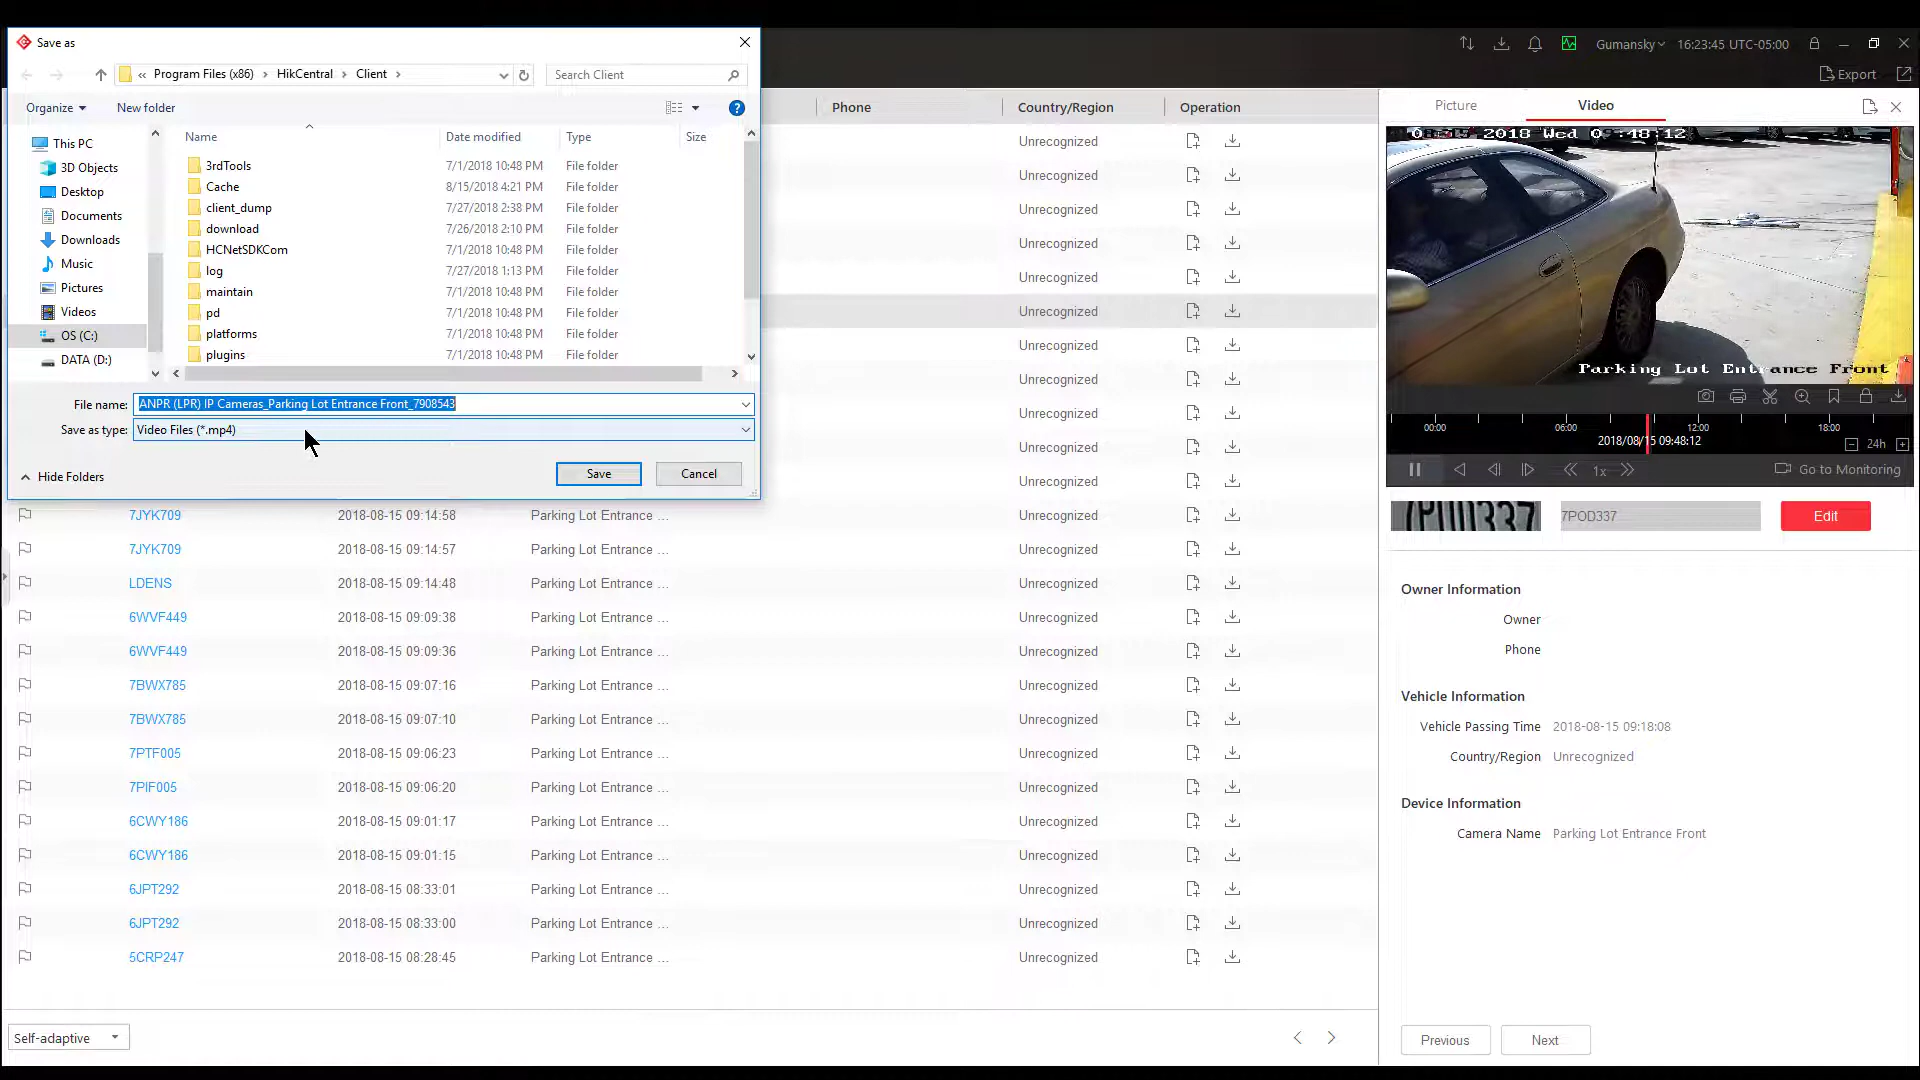 Save as
Gumansky 16:23:45 UTC-05:00
« Program Files (x86) > HikCentral > Client >
Search Client
Export
Organize
New folder
Phone Country/Region Operation
Picture Video
Name Date modified Type Size
This PC
3D Objects
Desktop
Documents
Downloads
Music
Pictures
Videos
OS (C:)
DATA (D:)
3rdTools 7/1/2018 10:48 PM File folder
Cache 8/15/2018 4:21 PM File folder
client_dump 7/27/2018 2:38 PM File folder
download 7/26/2018 2:10 PM File folder
HCNetSDKCom 7/1/2018 10:48 PM File folder
log 7/27/2018 1:13 PM File folder
maintain 7/1/2018 10:48 PM File folder
pd 7/1/2018 10:48 PM File folder
platforms 7/1/2018 10:48 PM File folder
plugins 7/1/2018 10:48 PM File folder
File name: ANPR (LPR) IP Cameras_Parking Lot Entrance Front_7908543
Save as type: Video Files (*.mp4)
Hide Folders
Save Cancel
Unrecognized
Unrecognized
Unrecognized
Unrecognized
Unrecognized
Unrecognized
Unrecognized
Unrecognized
Unrecognized
Unrecognized
Unrecognized
7JYK709 2018-08-15 09:14:58 Parking Lot Entrance ... Unrecognized
7JYK709 2018-08-15 09:14:57 Parking Lot Entrance ... Unrecognized
LDENS 2018-08-15 09:14:48 Parking Lot Entrance ... Unrecognized
6WVF449 2018-08-15 09:09:38 Parking Lot Entrance ... Unrecognized
6WVF449 2018-08-15 09:09:36 Parking Lot Entrance ... Unrecognized
7BWX785 2018-08-15 09:07:16 Parking Lot Entrance ... Unrecognized
7BWX785 2018-08-15 09:07:10 Parking Lot Entrance ... Unrecognized
7PTF005 2018-08-15 09:06:23 Parking Lot Entrance ... Unrecognized
7PIF005 2018-08-15 09:06:20 Parking Lot Entrance ... Unrecognized
6CWY186 2018-08-15 09:01:17 Parking Lot Entrance ... Unrecognized
6CWY186 2018-08-15 09:01:15 Parking Lot Entrance ... Unrecognized
6JPT292 2018-08-15 08:33:01 Parking Lot Entrance ... Unrecognized
6JPT292 2018-08-15 08:33:00 Parking Lot Entrance ... Unrecognized
5CRP247 2018-08-15 08:28:45 Parking Lot Entrance ... Unrecognized
Self-adaptive
2018 Wed :48:12
Parking Lot Entrance Front
00:00 06:00 12:00 18:00
2018/08/15 09:48:12
24h
1x
Go to Monitoring
7POD337 7POD337 Edit
Owner Information
Owner
Phone
Vehicle Information
Vehicle Passing Time 2018-08-15 09:18:08
Country/Region Unrecognized
Device Information
Camera Name Parking Lot Entrance Front
Previous Next